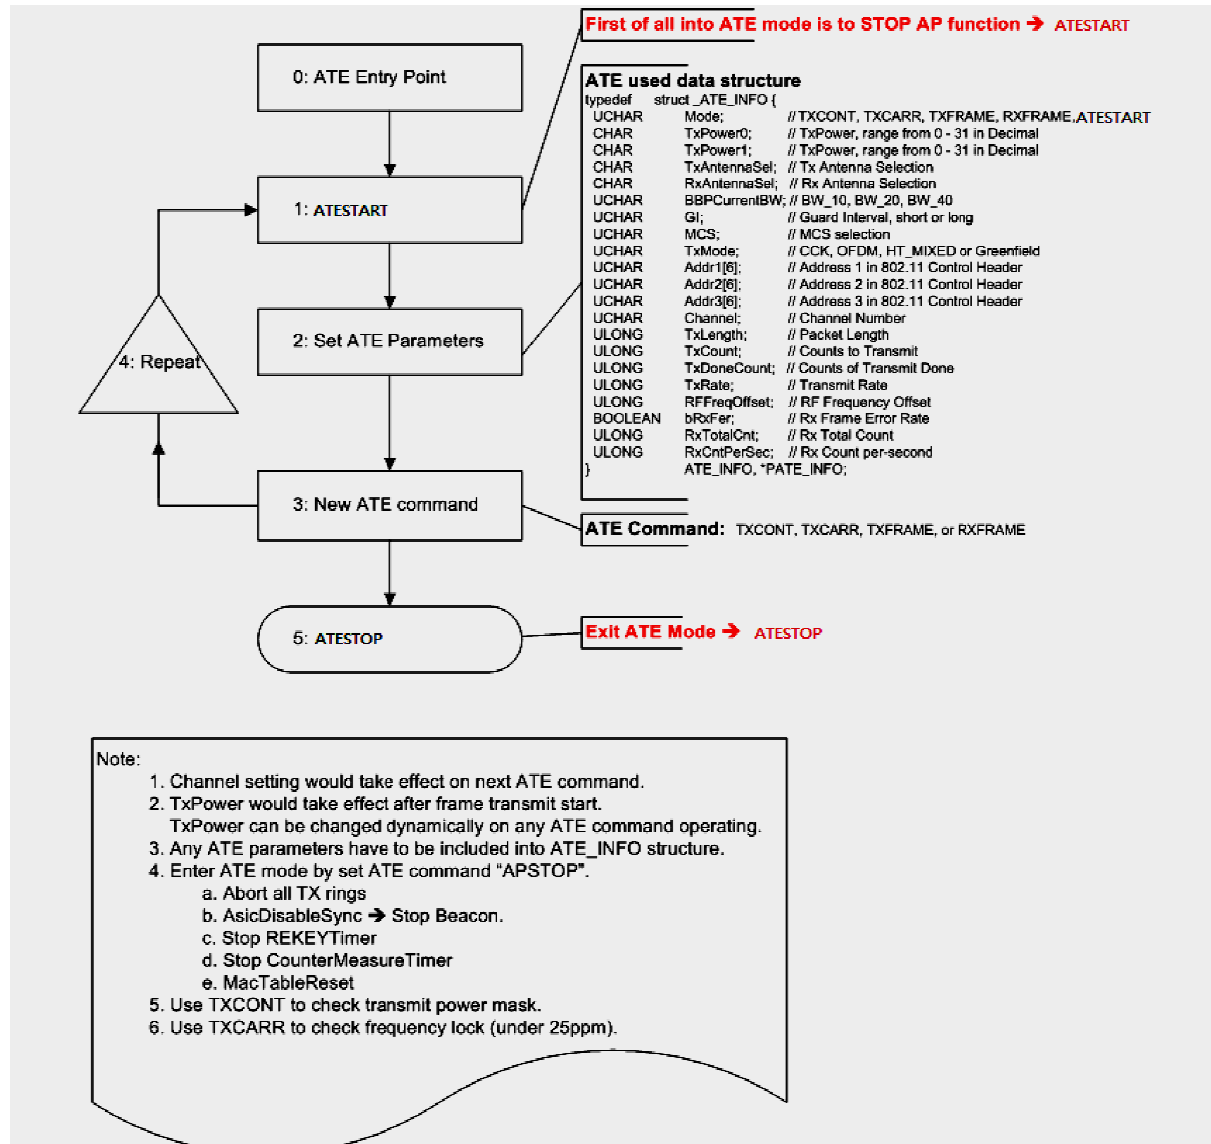 First of all into ATE mode is to STOP AP function ➔ ATESTART
0: ATE Entry Point
1: ATESTART
2: Set ATE Parameters
4: Repeat
3: New ATE command
5: ATESTOP
ATE used data structure
typedef struct _ATE_INFO {
UCHAR Mode; // TXCONT, TXCARR, TXFRAME, RXFRAME,ATESTART
CHAR TxPower0; // TxPower, range from 0 - 31 in Decimal
CHAR TxPower1; // TxPower, range from 0 - 31 in Decimal
CHAR TxAntennaSel; // Tx Antenna Selection
CHAR RxAntennaSel; // Rx Antenna Selection
UCHAR BBPCurrentBW; // BW_10, BW_20, BW_40
UCHAR GI; // Guard Interval, short or long
UCHAR MCS; // MCS selection
UCHAR TxMode; // CCK, OFDM, HT_MIXED or Greenfield
UCHAR Addr1[6]; // Address 1 in 802.11 Control Header
UCHAR Addr2[6]; // Address 2 in 802.11 Control Header
UCHAR Addr3[6]; // Address 3 in 802.11 Control Header
UCHAR Channel; // Channel Number
ULONG TxLength; // Packet Length
ULONG TxCount; // Counts to Transmit
ULONG TxDoneCount; // Counts of Transmit Done
ULONG TxRate; // Transmit Rate
ULONG RFFreqOffset; // RF Frequency Offset
BOOLEAN bRxFer; // Rx Frame Error Rate
ULONG RxTotalCnt; // Rx Total Count
ULONG RxCntPerSec; // Rx Count per-second
} ATE_INFO, *PATE_INFO;
ATE Command: TXCONT, TXCARR, TXFRAME, or RXFRAME
Exit ATE Mode ➔ ATESTOP
Note:
1. Channel setting would take effect on next ATE command.
2. TxPower would take effect after frame transmit start.
TxPower can be changed dynamically on any ATE command operating.
3. Any ATE parameters have to be included into ATE_INFO structure.
4. Enter ATE mode by set ATE command “APSTOP”.
a. Abort all TX rings
b. AsicDisableSync ➔ Stop Beacon.
c. Stop REKEYTimer
d. Stop CounterMeasureTimer
e. MacTableReset
5. Use TXCONT to check transmit power mask.
6. Use TXCARR to check frequency lock (under 25ppm).